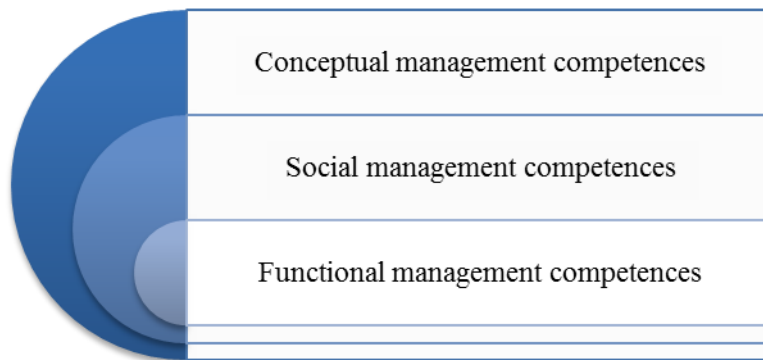 Conceptual management competences
Social management competences
Functional management competences